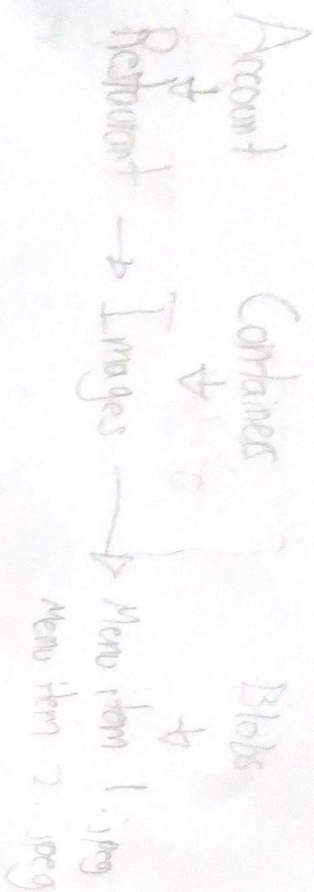 Account Containers Blobs
↓ ↓ ↓
Restaurant → Images → Menu item 1.jpeg
Menu item 2.jpeg